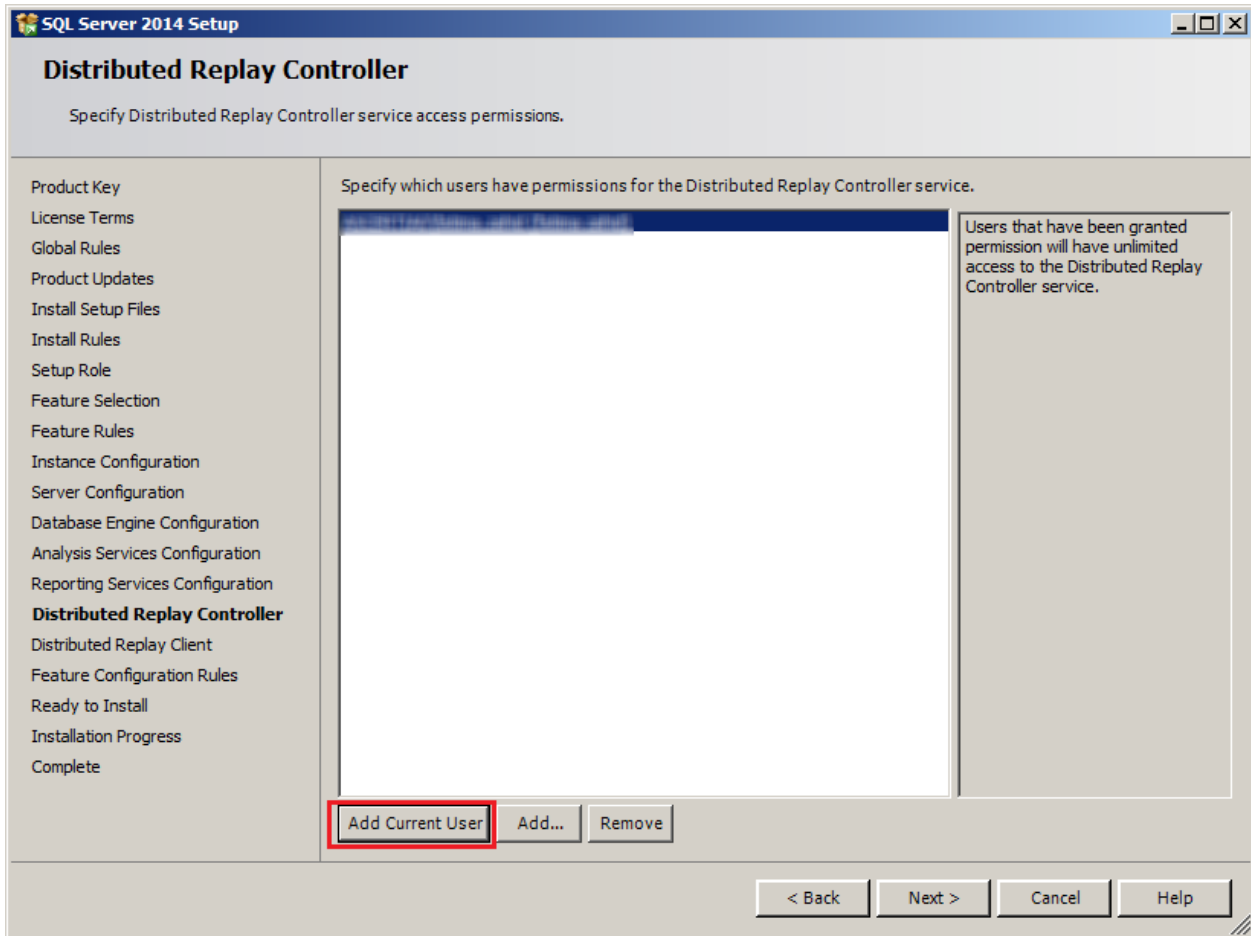 SQL Server 2014 Setup
Distributed Replay Controller
Specify Distributed Replay Controller service access permissions.
Product Key
License Terms
Global Rules
Product Updates
Install Setup Files
Install Rules
Setup Role
Feature Selection
Feature Rules
Instance Configuration
Server Configuration
Database Engine Configuration
Analysis Services Configuration
Reporting Services Configuration
Distributed Replay Controller
Distributed Replay Client
Feature Configuration Rules
Ready to Install
Installation Progress
Complete
Specify which users have permissions for the Distributed Replay Controller service.
Users that have been granted
permission will have unlimited
access to the Distributed Replay
Controller service.
Add Current User Add... Remove
< Back Next > Cancel Help